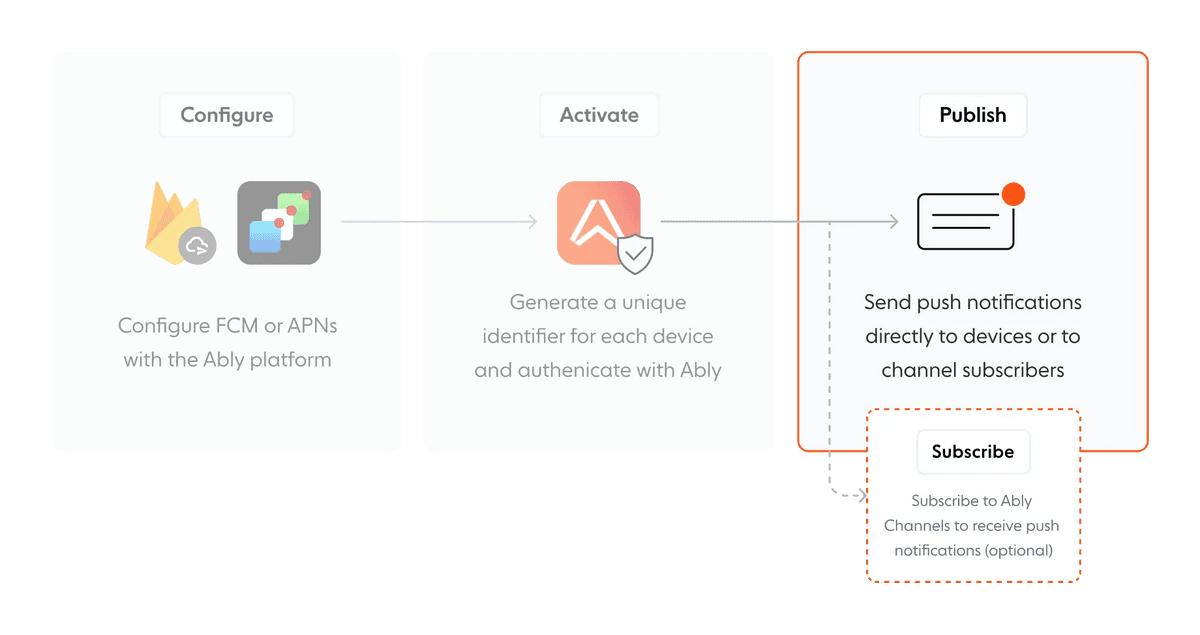 Configure
Configure FCM or APNs
with the Ably platform
Activate
Generate a unique
identifier for each device
and authenicate with Ably
Publish
Send push notifications
directly to devices or to
channel subscribers
Subscribe
Subscribe to Ably
Channels to receive push
notifications (optional)